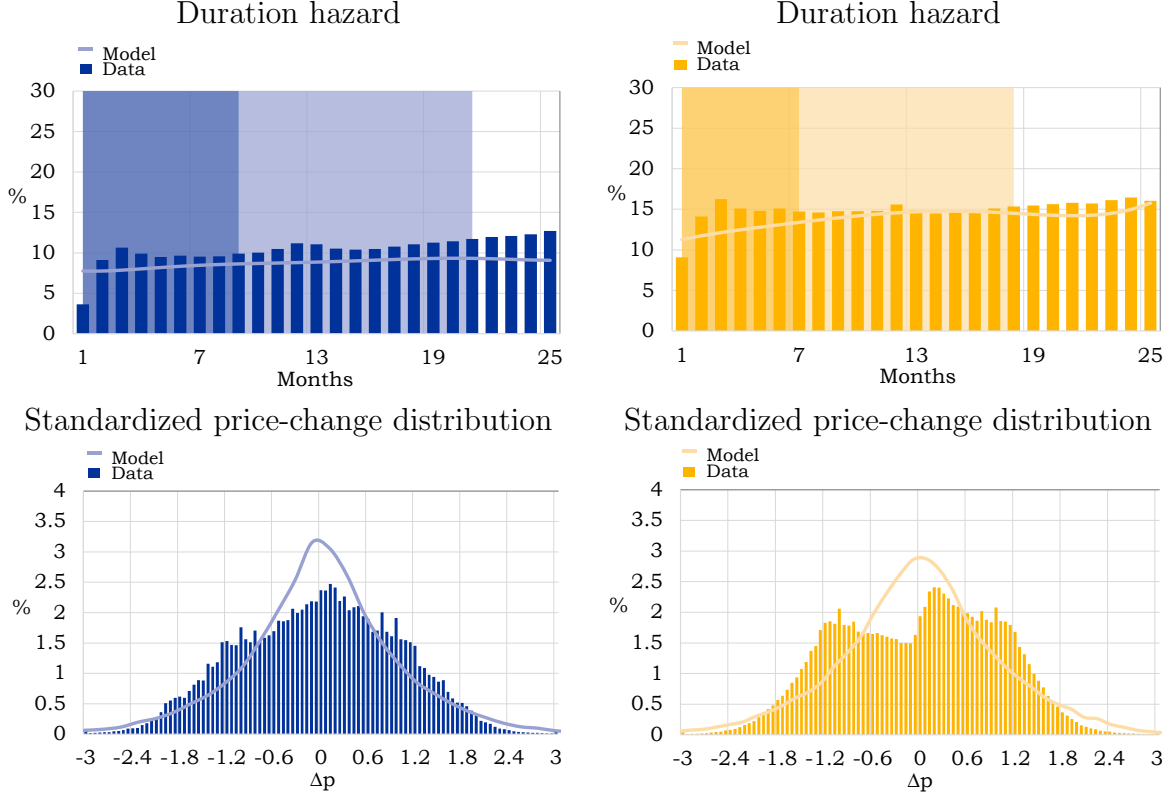 Duration hazard
Model
Data
30
25
20
%
15
10
5
0
1 7 13 19 25
Months
Duration hazard
Model
Data
30
25
20
%
15
10
5
0
1 7 13 19 25
Months
Standardized price-change distribution
Model
Data
4
3.5
3
2.5
%
2
1.5
1
0.5
0
-3 -2.4 -1.8 -1.2 -0.6 0 0.6 1.2 1.8 2.4 3
Δp
Standardized price-change distribution
Model
Data
4
3.5
3
2.5
%
2
1.5
1
0.5
0
-3 -2.4 -1.8 -1.2 -0.6 0 0.6 1.2 1.8 2.4 3
Δp